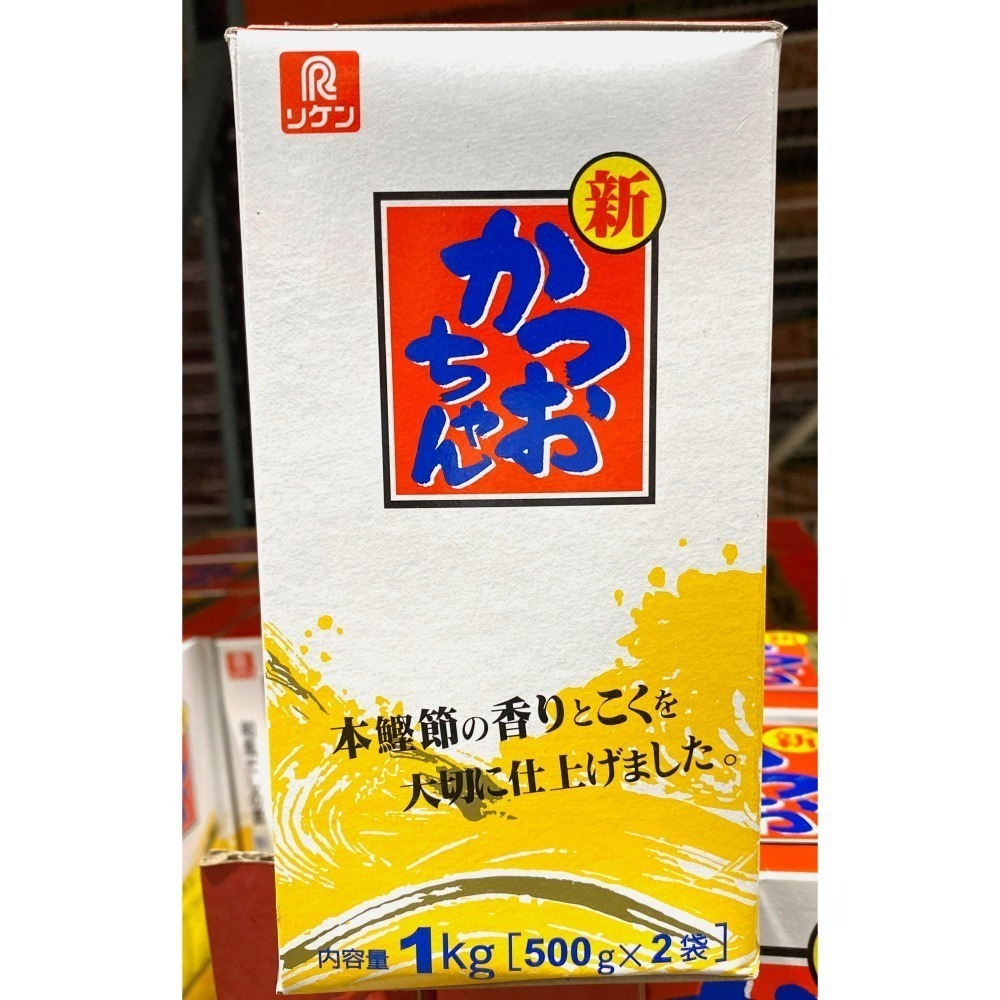 R
リケン
新
かつお
ちゃん
本鰹節の香りとこくを
大切に仕上げました。
内容量 1kg [500g×2袋]
新